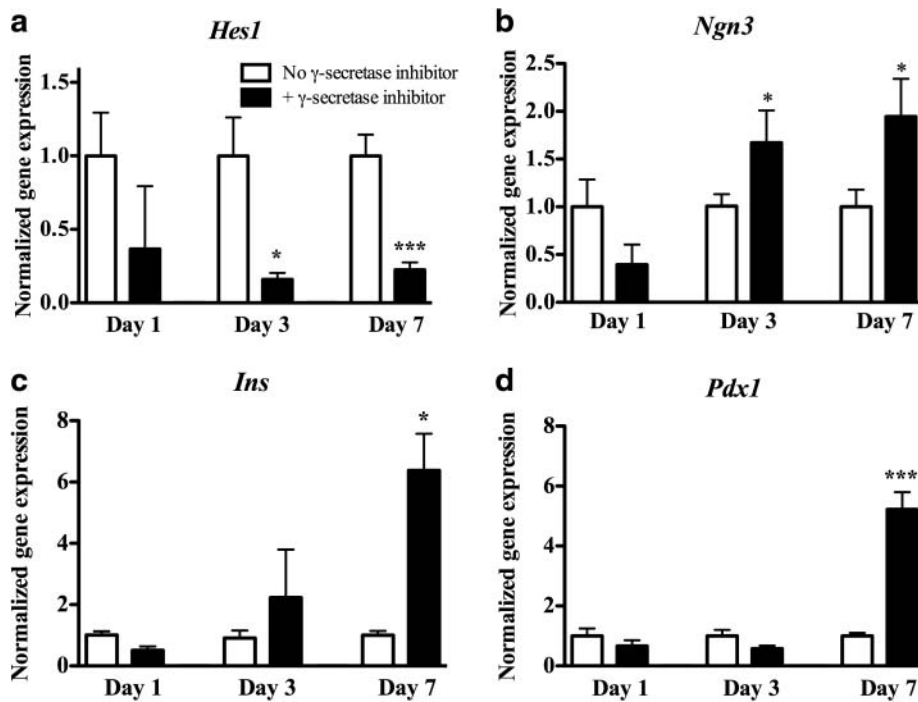 a
Hes1
Normalized gene expression
1.5
1.0
0.5
0.0
No γ-secretase inhibitor
+ γ-secretase inhibitor
*
***
Day 1
Day 3
Day 7
b
Ngn3
Normalized gene expression
2.5
2.0
1.5
1.0
0.5
0.0
*
*
Day 1
Day 3
Day 7
c
Ins
Normalized gene expression
8
6
4
2
0
*
Day 1
Day 3
Day 7
d
Pdx1
Normalized gene expression
8
6
4
2
0
***
Day 1
Day 3
Day 7